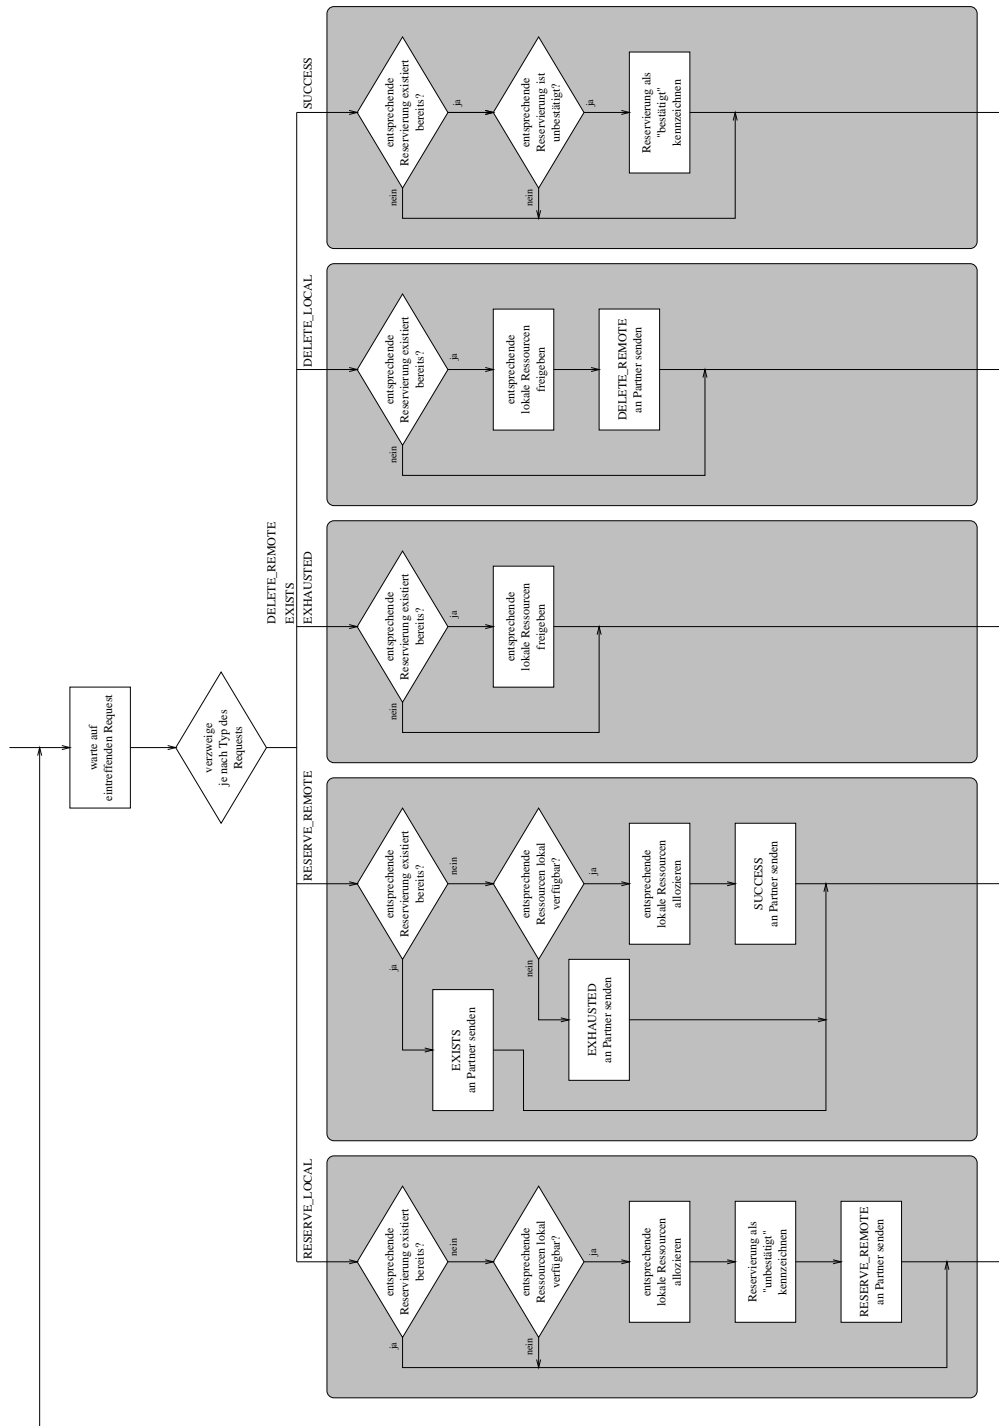 warte auf
eintreffenden Request
verzweige
je nach Typ des
Requests
RESERVE_LOCAL
entsprechende
Reservierung existiert
bereits?
ja
nein
entsprechende
Ressourcen lokal
verfügbar?
nein
ja
entsprechende
lokale Ressourcen
allozieren
Reservierung als
"unbestätigt"
kennzeichnen
RESERVE_REMOTE
an Partner senden
RESERVE_REMOTE
entsprechende
Reservierung existiert
bereits?
ja
nein
EXISTS
an Partner senden
entsprechende
Ressourcen lokal
verfügbar?
nein
ja
EXHAUSTED
an Partner senden
entsprechende
lokale Ressourcen
allozieren
SUCCESS
an Partner senden
DELETE_REMOTE
EXISTS
EXHAUSTED
entsprechende
Reservierung existiert
bereits?
nein
ja
entsprechende
lokale Ressourcen
freigeben
DELETE_LOCAL
entsprechende
Reservierung existiert
bereits?
nein
ja
entsprechende
lokale Ressourcen
freigeben
DELETE_REMOTE
an Partner senden
SUCCESS
entsprechende
Reservierung existiert
bereits?
nein
ja
entsprechende
Reservierung ist
unbestätigt?
nein
ja
Reservierung als
"bestätigt"
kennzeichnen